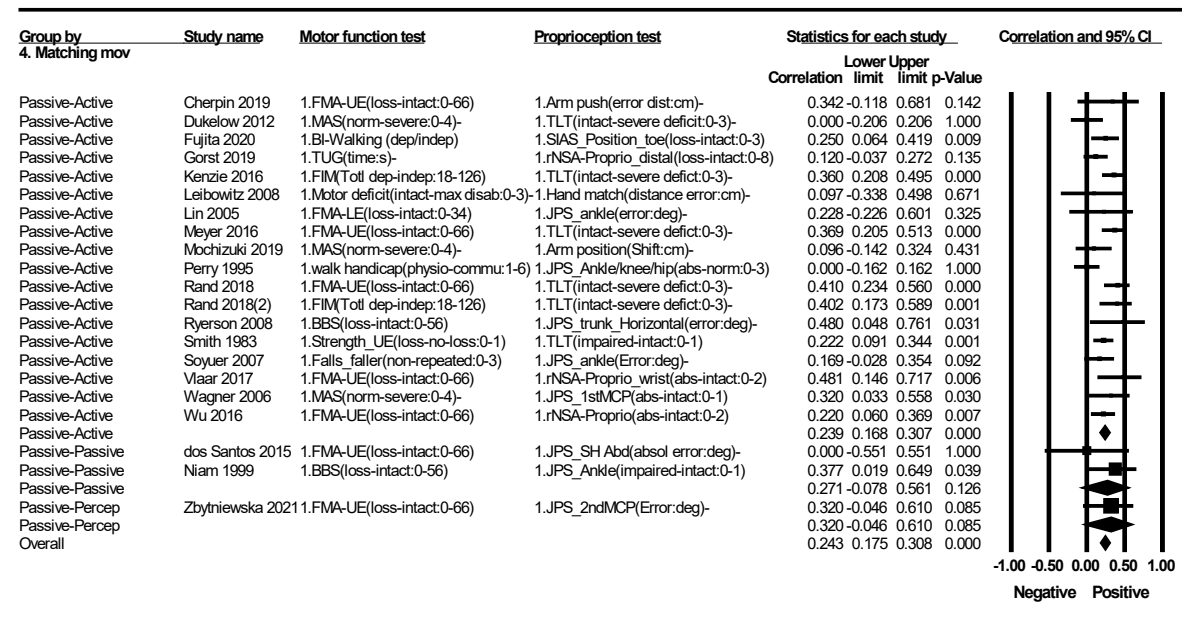 Group by Study name Motor function test Proprioception test Statistics for each study Correlation and 95% CI
4. Matching mov
Lower Upper
Correlation limit limit p-Value
Passive-Active Cherpin 2019 1.FMA-UE(loss-intact:0-66) 1.Arm push(error dist:cm)- 0.342 -0.118 0.681 0.142
Passive-Active Dukelow 2012 1.MAS(norm-severe:0-4)- 1.TLT(intact-severe deficit:0-3)- 0.000 -0.206 0.206 1.000
Passive-Active Fujita 2020 1.BI-Walking (dep/indep) 1.SIAS_Position_toe(loss-intact:0-3) 0.250 0.064 0.419 0.009
Passive-Active Gorst 2019 1.TUG(time:s)- 1.rNSA-Proprio_distal(loss-intact:0-8) 0.120 -0.037 0.272 0.135
Passive-Active Kenzie 2016 1.FIM(Totl dep-indep:18-126) 1.TLT(intact-severe deficit:0-3)- 0.360 0.208 0.495 0.000
Passive-Active Leibowitz 2008 1.Motor deficit(intact-max disab:0-3)- 1.Hand match(distance error:cm)- 0.097 -0.338 0.498 0.671
Passive-Active Lin 2005 1.FMA-LE(loss-intact:0-34) 1.JPS_ankle(error:deg)- 0.228 -0.226 0.601 0.325
Passive-Active Meyer 2016 1.FMA-UE(loss-intact:0-66) 1.TLT(intact-severe deficit:0-3)- 0.369 0.205 0.513 0.000
Passive-Active Mochizuki 2019 1.MAS(norm-severe:0-4)- 1.Arm position(Shift:cm)- 0.096 -0.142 0.324 0.431
Passive-Active Perry 1995 1.walk handicap(physio-commu:1-6) 1.JPS_Ankle/knee/hip(abs-norm:0-3) 0.000 -0.162 0.162 1.000
Passive-Active Rand 2018 1.FMA-UE(loss-intact:0-66) 1.TLT(intact-severe deficit:0-3)- 0.410 0.234 0.560 0.000
Passive-Active Rand 2018(2) 1.FIM(Totl dep-indep:18-126) 1.TLT(intact-severe deficit:0-3)- 0.402 0.173 0.589 0.001
Passive-Active Ryerson 2008 1.BBS(loss-intact:0-56) 1.JPS_trunk_Horizontal(error:deg)- 0.480 0.048 0.761 0.031
Passive-Active Smith 1983 1.Strength_UE(loss-no-loss:0-1) 1.TLT(impaired-intact:0-1) 0.222 0.091 0.344 0.001
Passive-Active Soyuer 2007 1.Falls_faller(non-repeated:0-3) 1.JPS_ankle(Error:deg)- 0.169 -0.028 0.354 0.092
Passive-Active Vlaar 2017 1.FMA-UE(loss-intact:0-66) 1.rNSA-Proprio_wrist(abs-intact:0-2) 0.481 0.146 0.717 0.006
Passive-Active Wagner 2006 1.MAS(norm-severe:0-4)- 1.JPS_1stMCP(abs-intact:0-1) 0.320 0.033 0.558 0.030
Passive-Active Wu 2016 1.FMA-UE(loss-intact:0-66) 1.rNSA-Proprio(abs-intact:0-2) 0.220 0.060 0.369 0.007
Passive-Active 0.239 0.168 0.307 0.000
Passive-Passive dos Santos 2015 1.FMA-UE(loss-intact:0-66) 1.JPS_SH Abd(absol error:deg)- 0.000 -0.551 0.551 1.000
Passive-Passive Niam 1999 1.BBS(loss-intact:0-56) 1.JPS_Ankle(impaired-intact:0-1) 0.377 0.019 0.649 0.039
Passive-Passive 0.271 -0.078 0.561 0.126
Passive-Percep Zbytniewska 2021 1.FMA-UE(loss-intact:0-66) 1.JPS_2ndMCP(Error:deg)- 0.320 -0.046 0.610 0.085
Passive-Percep 0.320 -0.046 0.610 0.085
Overall 0.243 0.175 0.308 0.000
-1.00 -0.50 0.00 0.50 1.00
Negative Positive